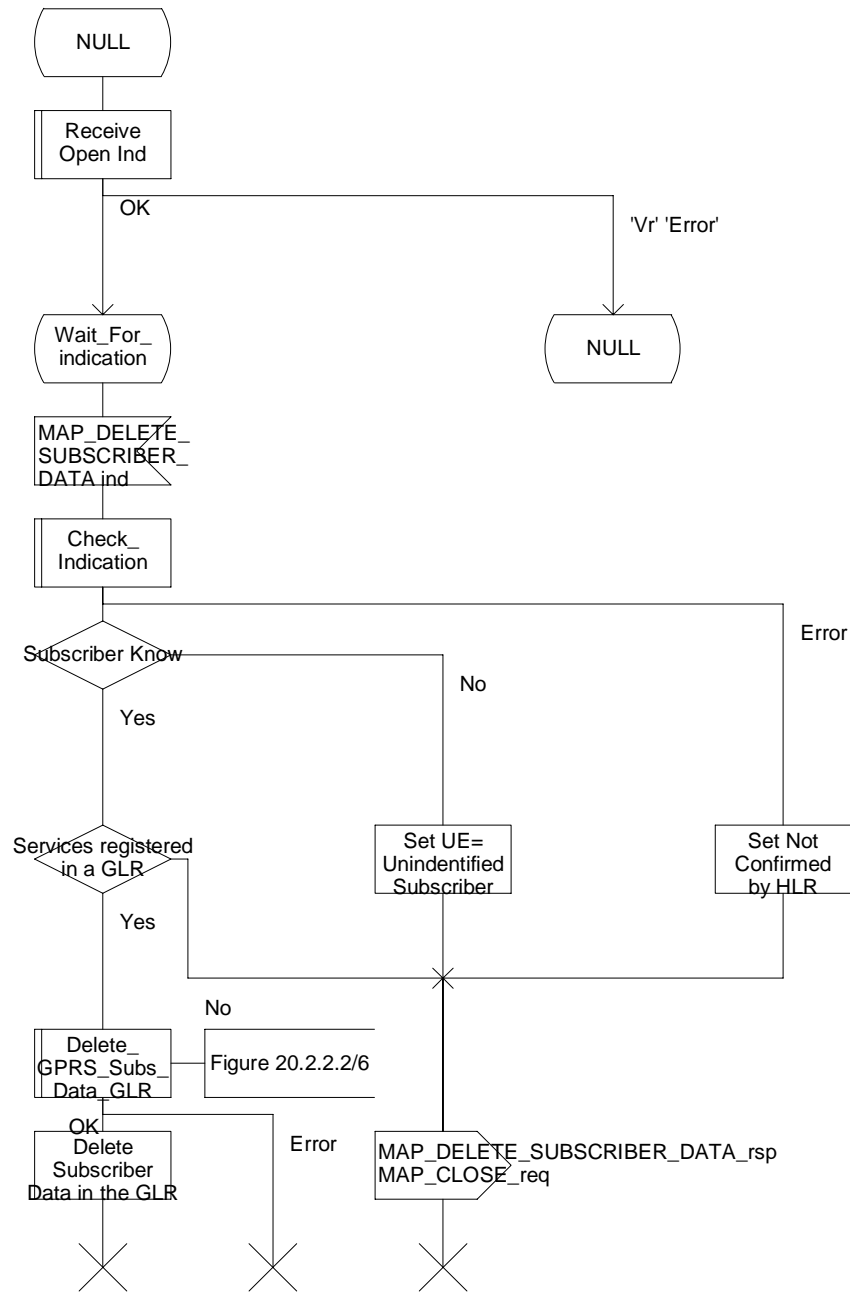 NULL
Receive
Open Ind
OK
'Vr' 'Error'
Wait_For_
indication
NULL
MAP_DELETE_
SUBSCRIBER_
DATA ind
Check_
Indication
Error
Subscriber Know
No
Yes
Services registered
in a GLR
Set UE=
Unindentified
Subscriber
Set Not
Confirmed
by HLR
Yes
No
Delete_
GPRS_Subs_
Data_GLR
Figure 20.2.2.2/6
OK
Error
Delete
Subscriber
Data in the GLR
MAP_DELETE_SUBSCRIBER_DATA_rsp
MAP_CLOSE_req